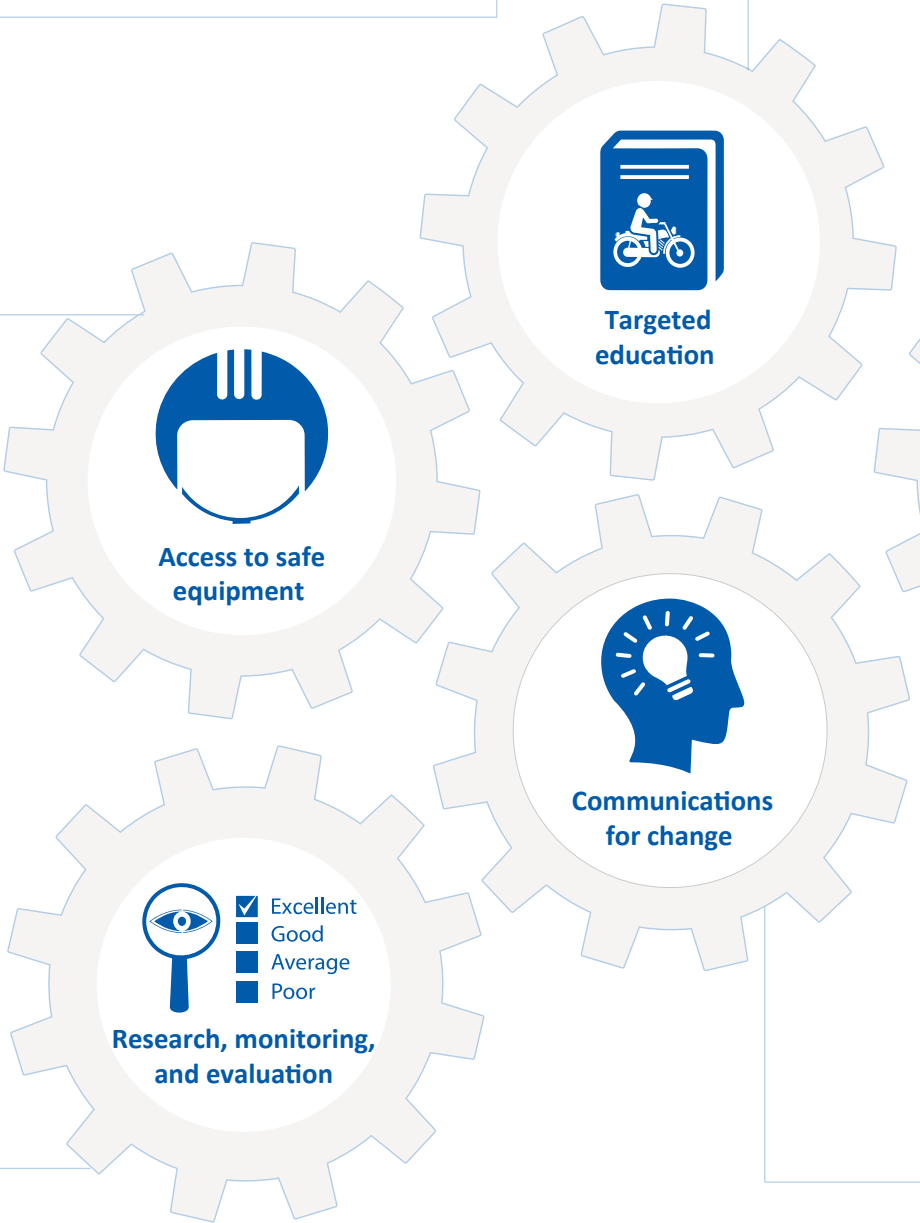 Targeted
education
Access to safe
equipment
Communications
for change
Excellent
Good
Average
Poor
Research, monitoring,
and evaluation